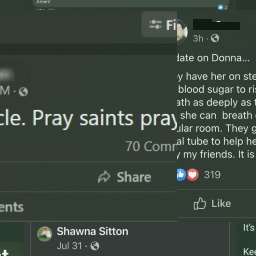 Fi
3h ·
date on Donna...
M ·
y have her on ste
blood sugar to ris
ath as deeply as t
she can breath
cle. Pray saints pray
ular room. They g
al tube to help he
my friends. It is
70 Comm
319
Share
Like
ents
Shawna Sitton
Jul 31 ·
It's
Kee